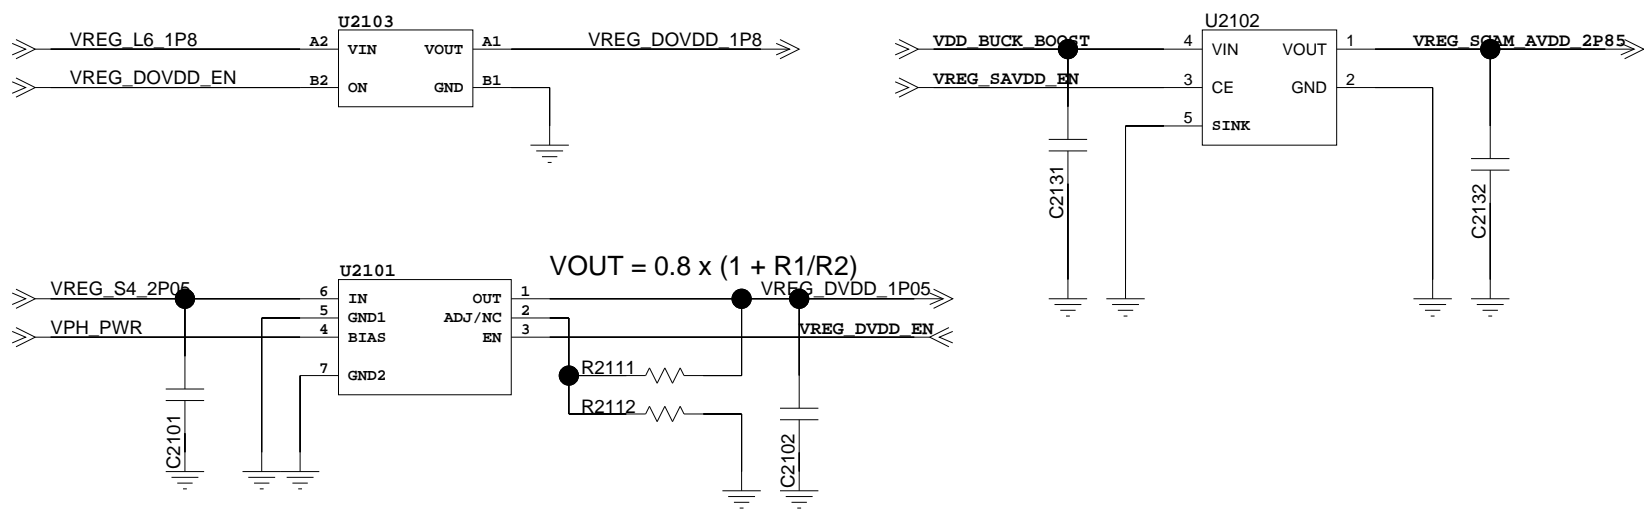 U2103
VREG_L6_1P8 A2 VIN VOUT A1 VREG_DOVDD_1P8
VREG_DOVDD_EN B2 ON GND B1
U2102
VDD_BUCK_BOOST 4 VIN VOUT 1 VREG_SCAM_AVDD_2P85
VREG_SAVDD_EN 3 CE GND 2
5 SINK
C2131
C2132
U2101
VOUT = 0.8 x (1 + R1/R2)
VREG_S4_2P05 6 IN OUT 1 VREG_DVDD_1P05
5 GND1 ADJ/NC 2
VPH_PWR 4 BIAS EN 3 VREG_DVDD_EN
7 GND2
R2111
R2112
C2101
C2102